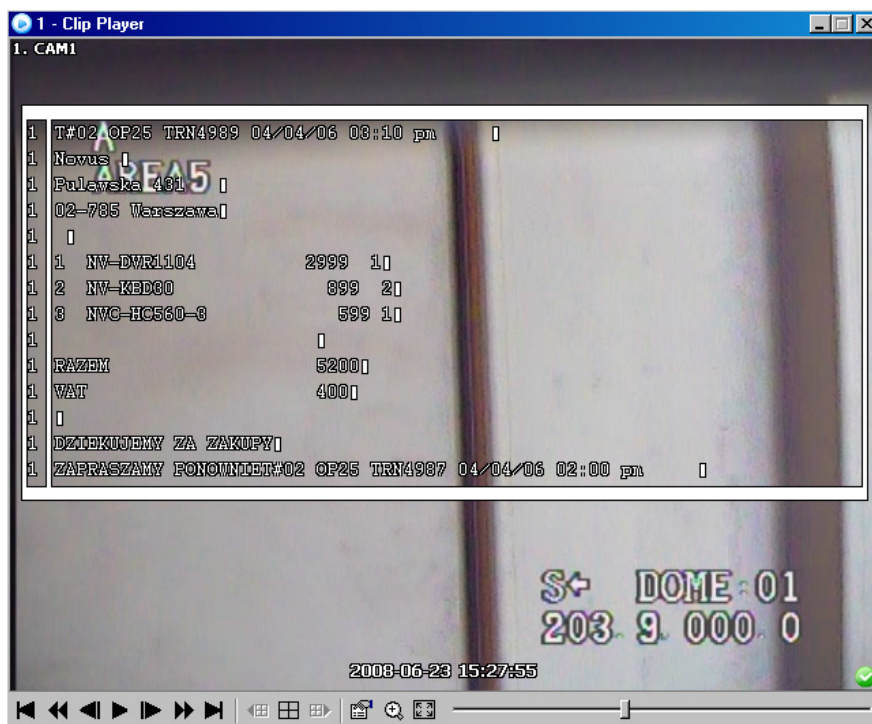 1 - Clip Player
1. CAM1
A
AREA5
1 T#02 OP25 TRN4989 04/04/06 03:10 pm
1 Novus
1 Pulawska 431
1 02-785 Warszawa
1
1 1 NV-DVR1104 2999 1
1 2 NV-KBD30 899 2
1 3 NVC-HC560-3 599 1
1
1 RAZEM 5200
1 VAT 400
1
1 DZIEKUJEMY ZA ZAKUPY
1 ZAPRASZAMY PONOWNIET#02 OP25 TRN4987 04/04/06 02:00 pm
S← DOME:01
203. 9. 000. 0
2008-06-23 15:27:55